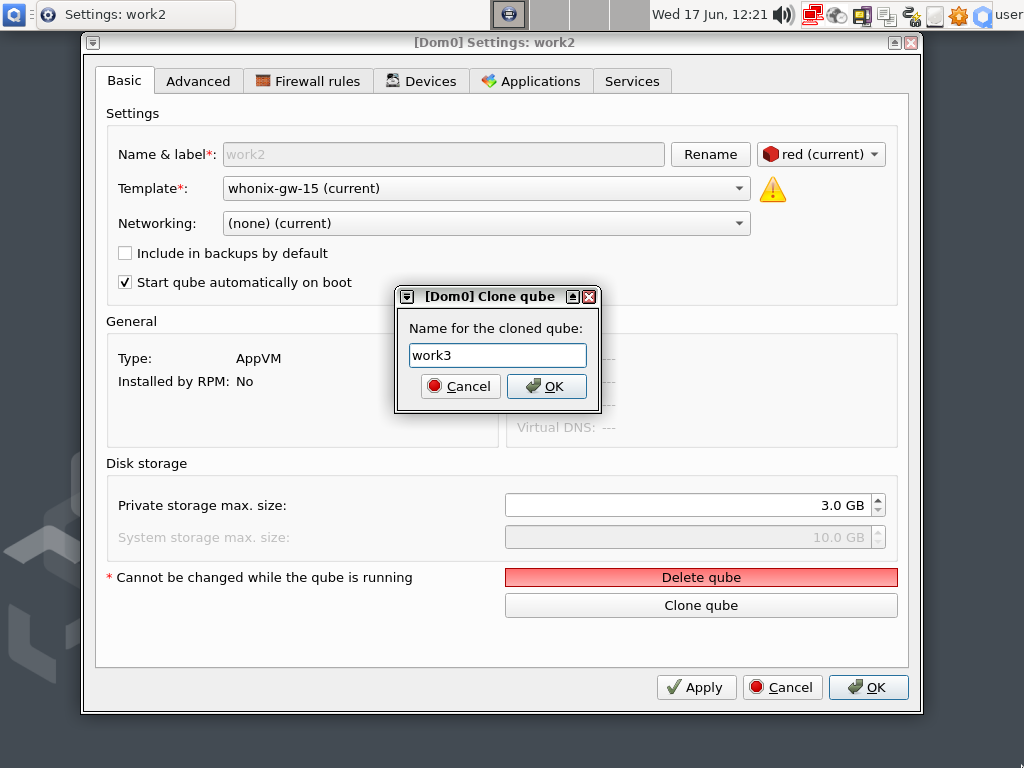 Settings: work2
Wed 17 Jun, 12:21
user
[Dom0] Settings: work2
Basic
Advanced
Firewall rules
Devices
Applications
Services
Settings
Name & label*:
work2
Rename
red (current)
Template*:
whonix-gw-15 (current)
Networking:
(none) (current)
Include in backups by default
Start qube automatically on boot
[Dom0] Clone qube
Name for the cloned qube:
work3
Cancel
OK
General
Type:
AppVM
Installed by RPM:
No
---
---
---
Virtual DNS:
---
Disk storage
Private storage max. size:
3.0 GB
System storage max. size:
10.0 GB
* Cannot be changed while the qube is running
Delete qube
Clone qube
Apply
Cancel
OK